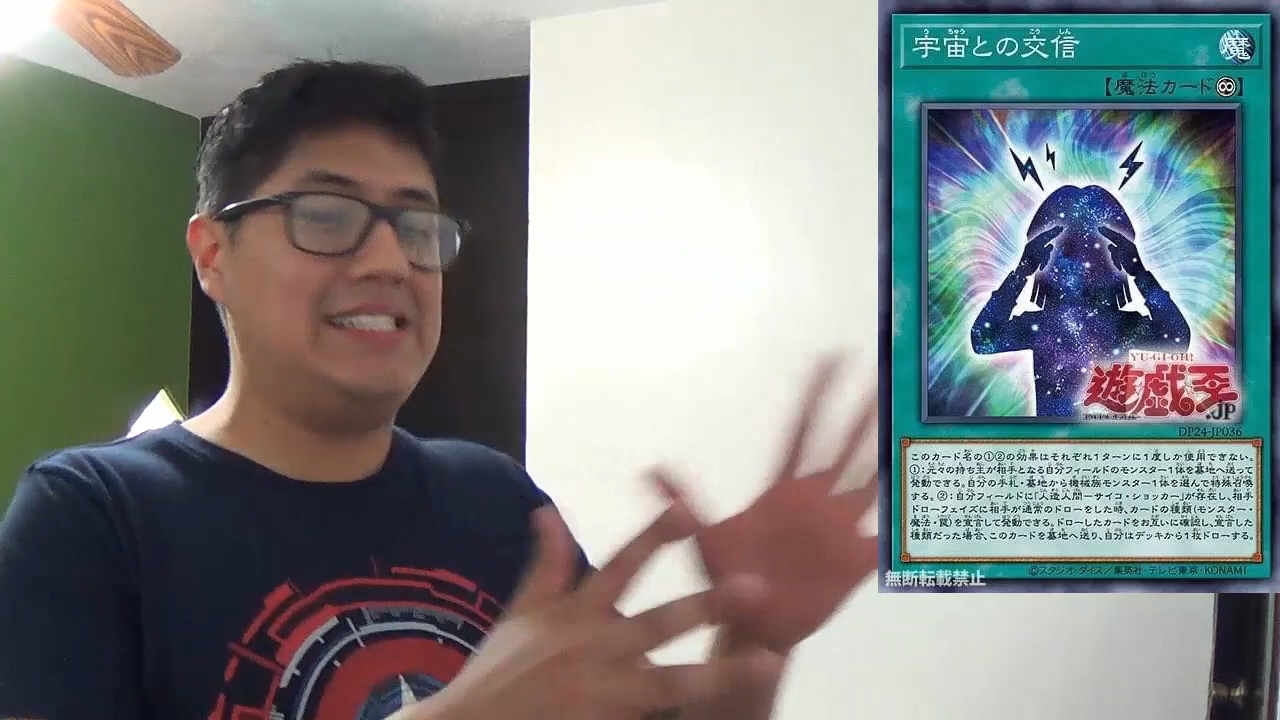 宇宙との交信
魔
【魔法カード】
YU-GI-OH!
遊戯王
.JP
DP24-JP036
このカード名の①②の効果はそれぞれ1ターンに1度しか使用できない。
①:元々の持ち主が相手となる自分フィールドのモンスター1体を墓地へ送って
発動できる。自分の手札・墓地から機械族モンスター1体を選んで特殊召喚
する。②:自分フィールドに「人造人間-サイコ・ショッカー」が存在し、相手
ドローフェイズに相手が通常のドローをした時、カードの種類(モンスター・
魔法・罠)を宣言して発動できる。ドローしたカードをお互いに確認し、宣言した
種類だった場合、このカードを墓地へ送り、自分はデッキから1枚ドローする。
©スタジオ・ダイス/集英社・テレビ東京・KONAMI
無断転載禁止